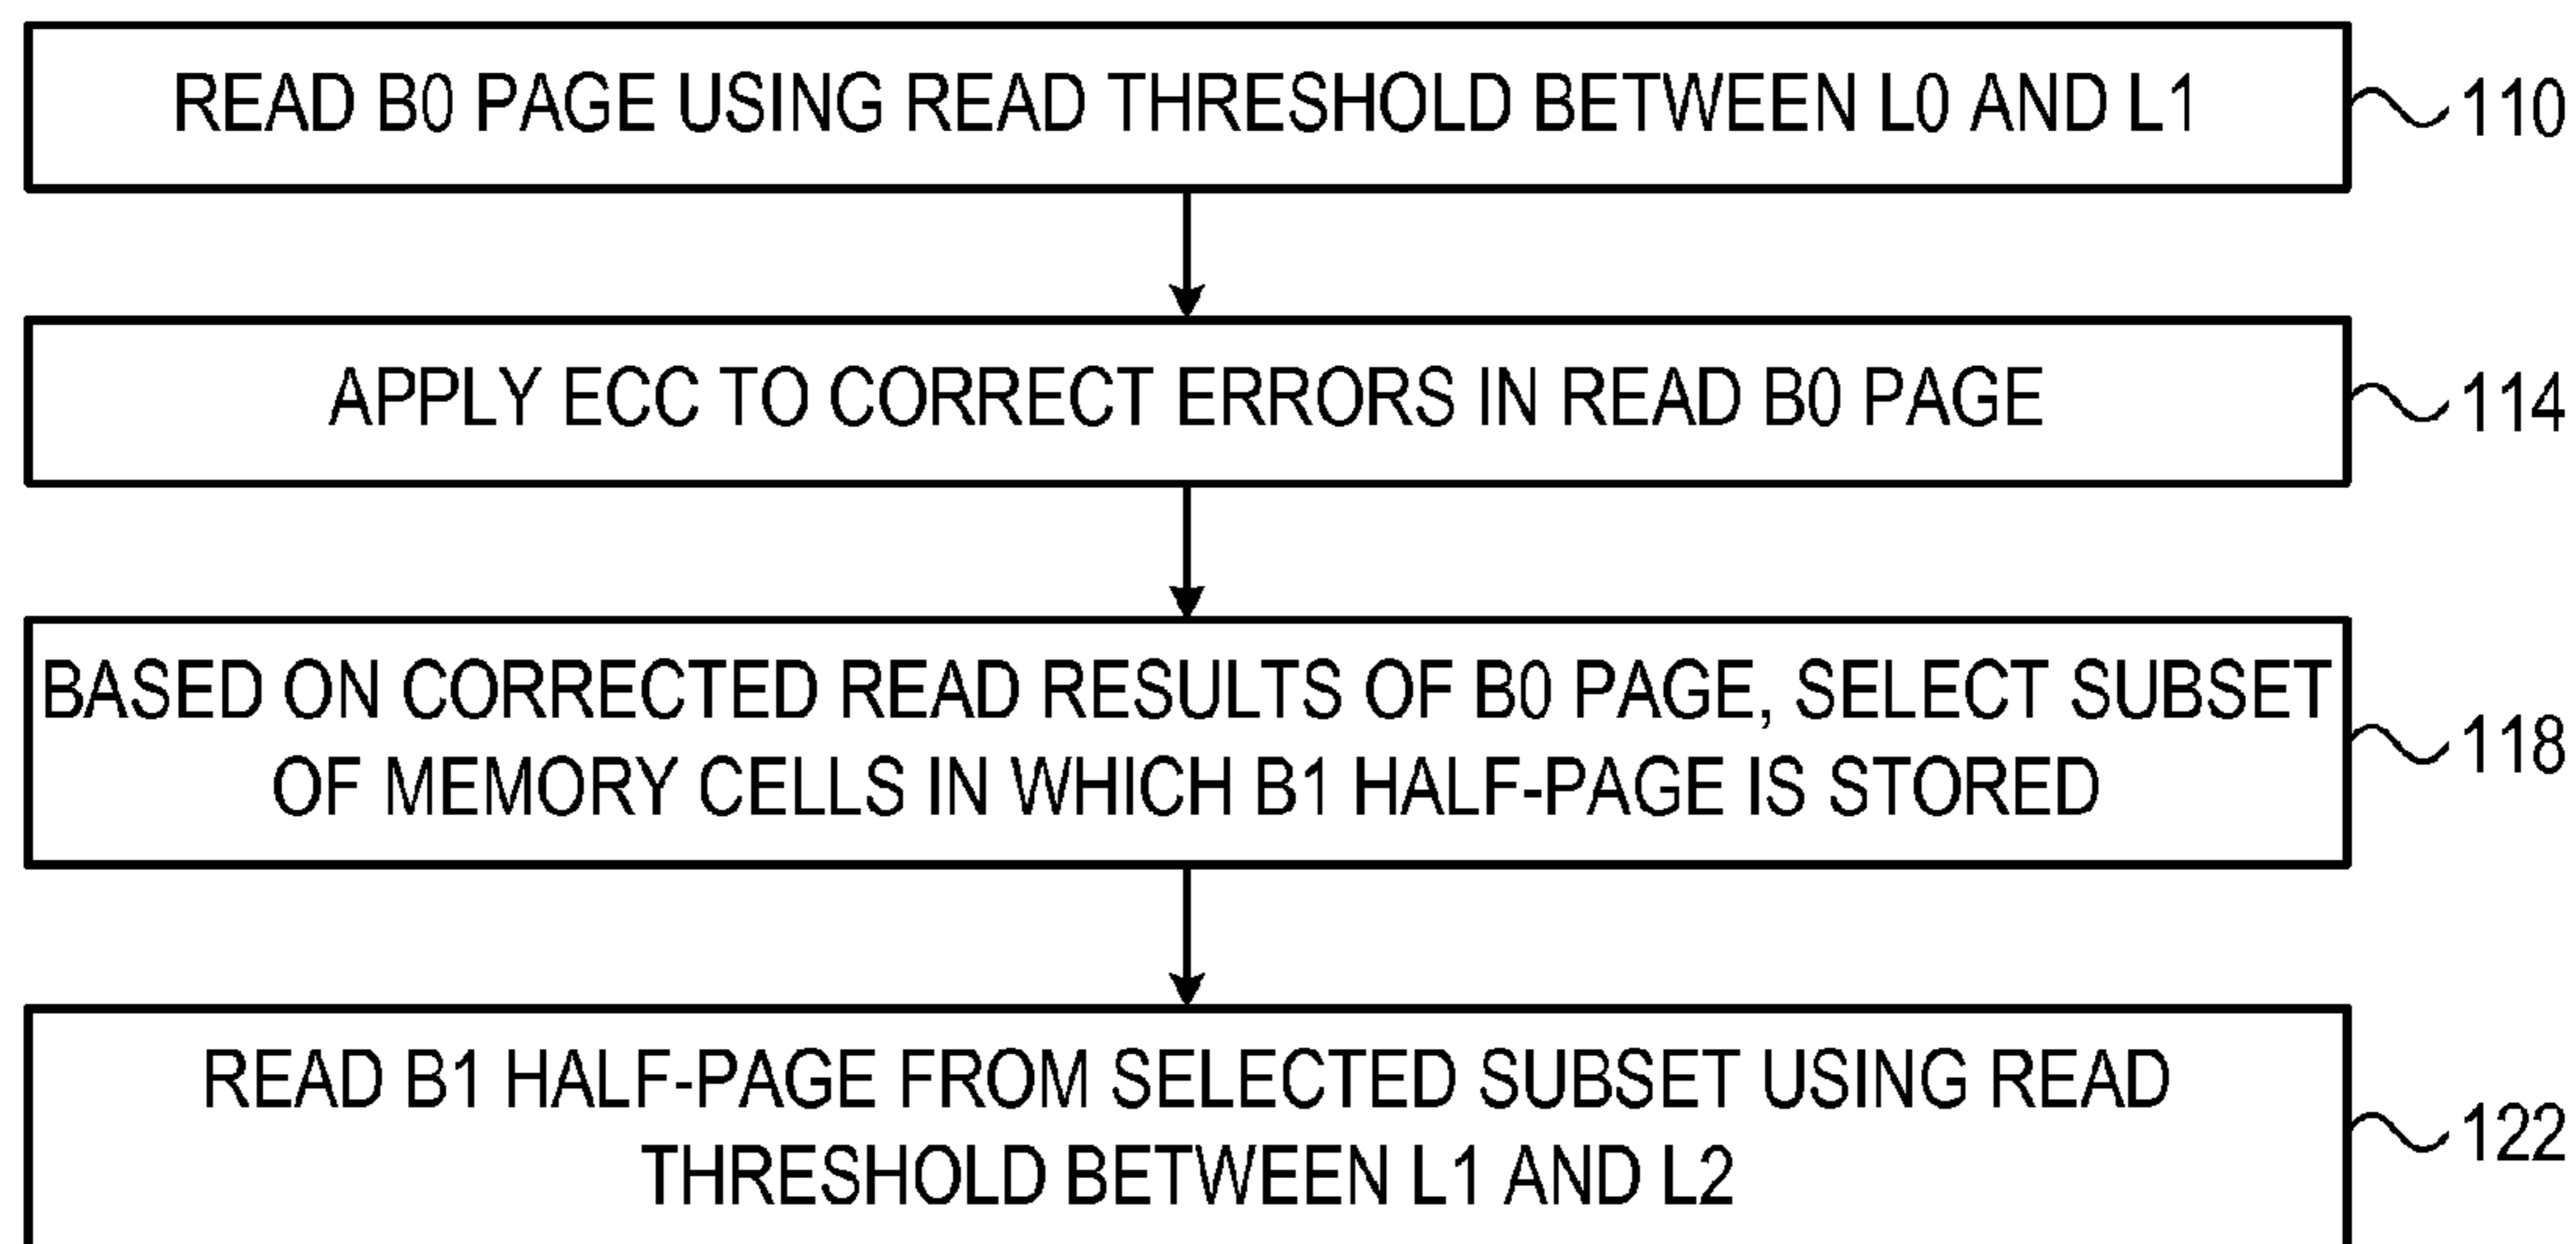 READ B0 PAGE USING READ THRESHOLD BETWEEN L0 AND L1
110
APPLY ECC TO CORRECT ERRORS IN READ B0 PAGE
114
BASED ON CORRECTED READ RESULTS OF B0 PAGE, SELECT SUBSET
OF MEMORY CELLS IN WHICH B1 HALF-PAGE IS STORED
118
READ B1 HALF-PAGE FROM SELECTED SUBSET USING READ
THRESHOLD BETWEEN L1 AND L2
122